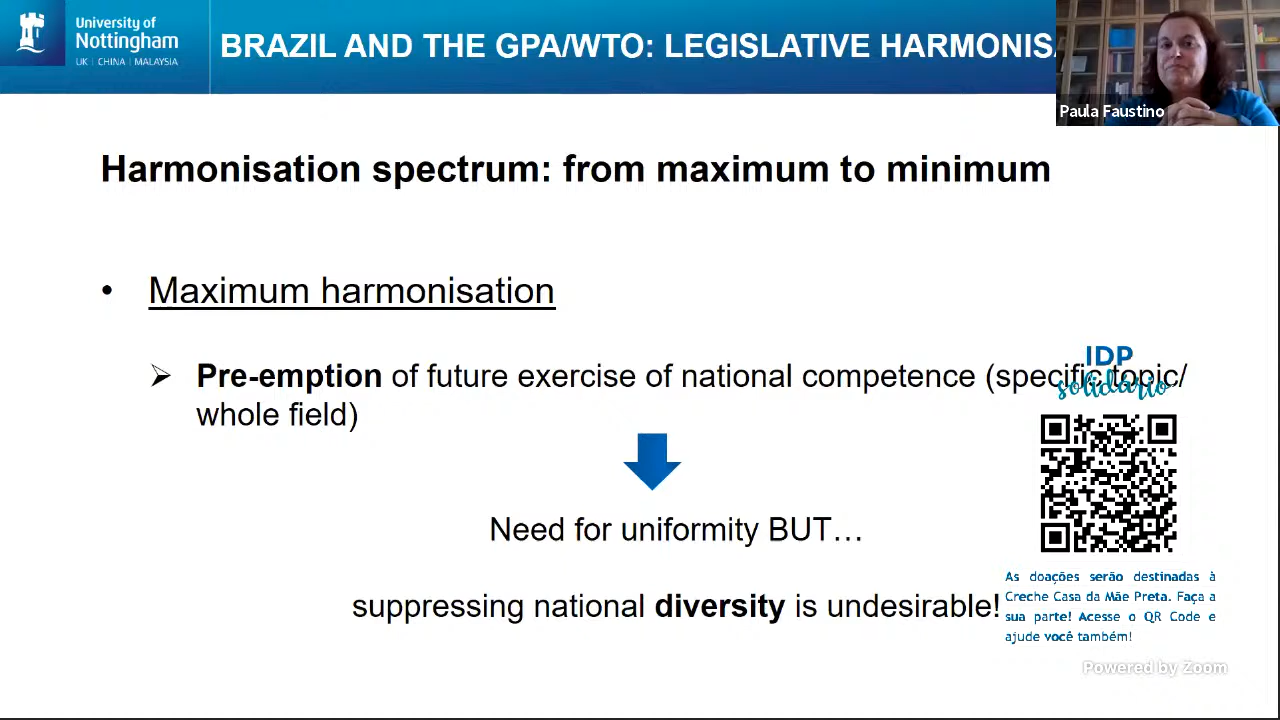 University of
Nottingham
UK | CHINA | MALAYSIA
BRAZIL AND THE GPA/WTO: LEGISLATIVE HARMONISA
Paula Faustino
Harmonisation spectrum: from maximum to minimum
• Maximum harmonisation
➢ Pre-emption of future exercise of national competence (specific topic/
whole field)
Need for uniformity BUT…
suppressing national diversity is undesirable!
IDP
solidário
As doações serão destinadas à
Creche Casa da Mãe Preta. Faça a
sua parte! Acesse o QR Code e
ajude você também!
Powered by Zoom